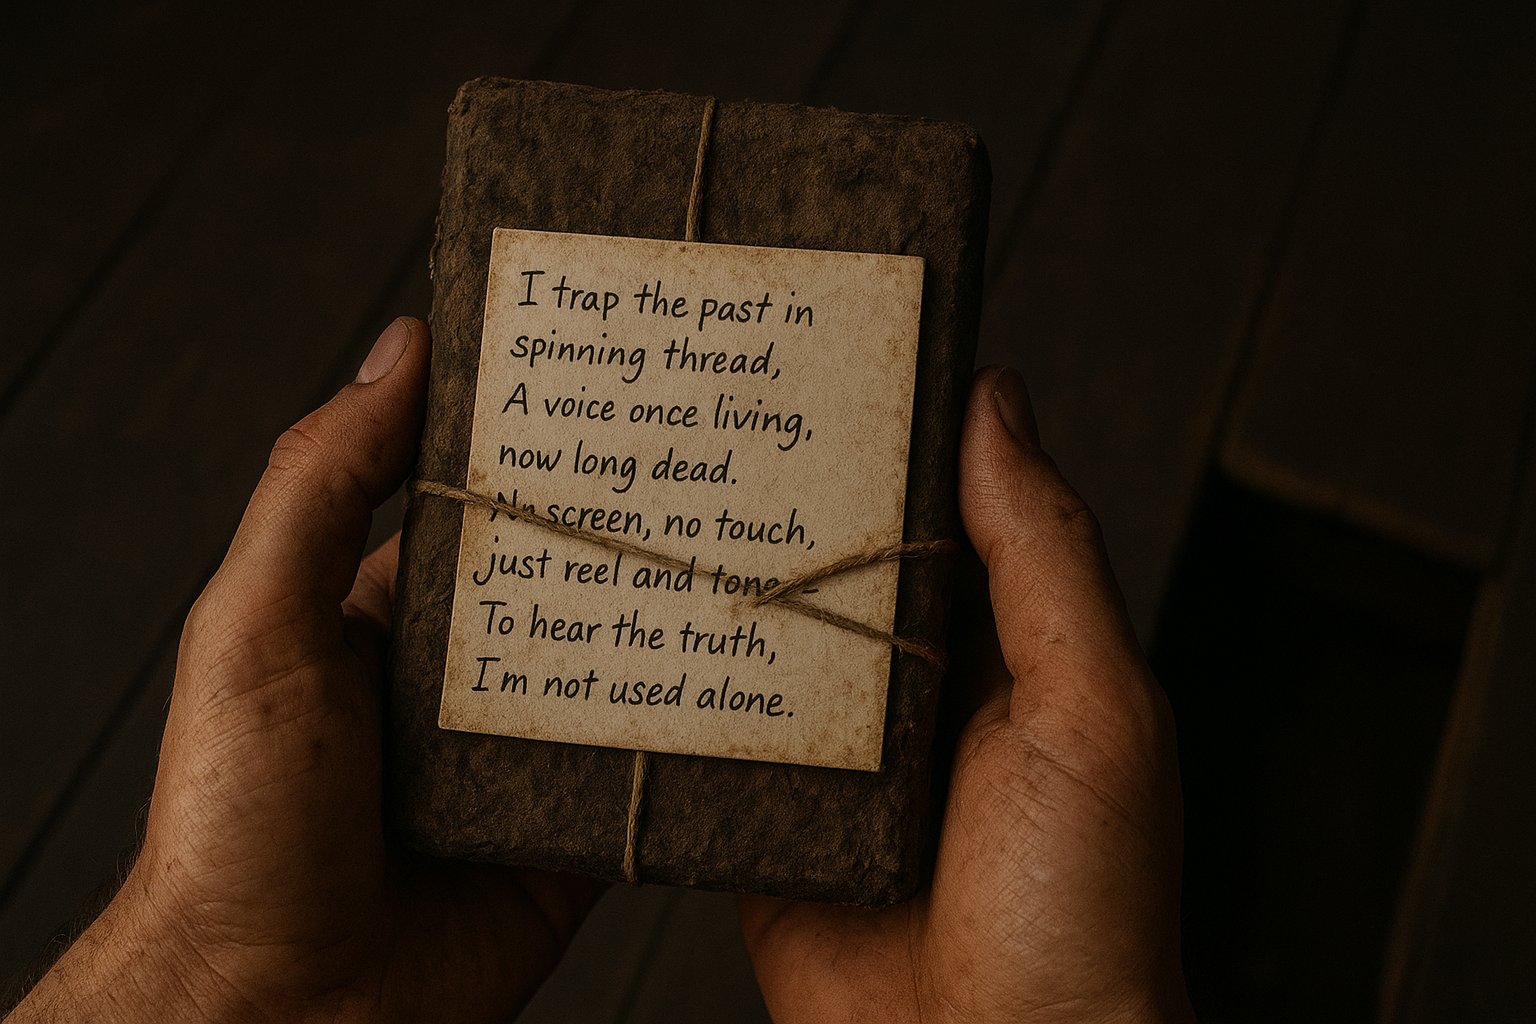 I trap the past in
spinning thread,
A voice once living,
now long dead.
No screen, no touch,
just reel and tone –
To hear the truth,
I'm not used alone.